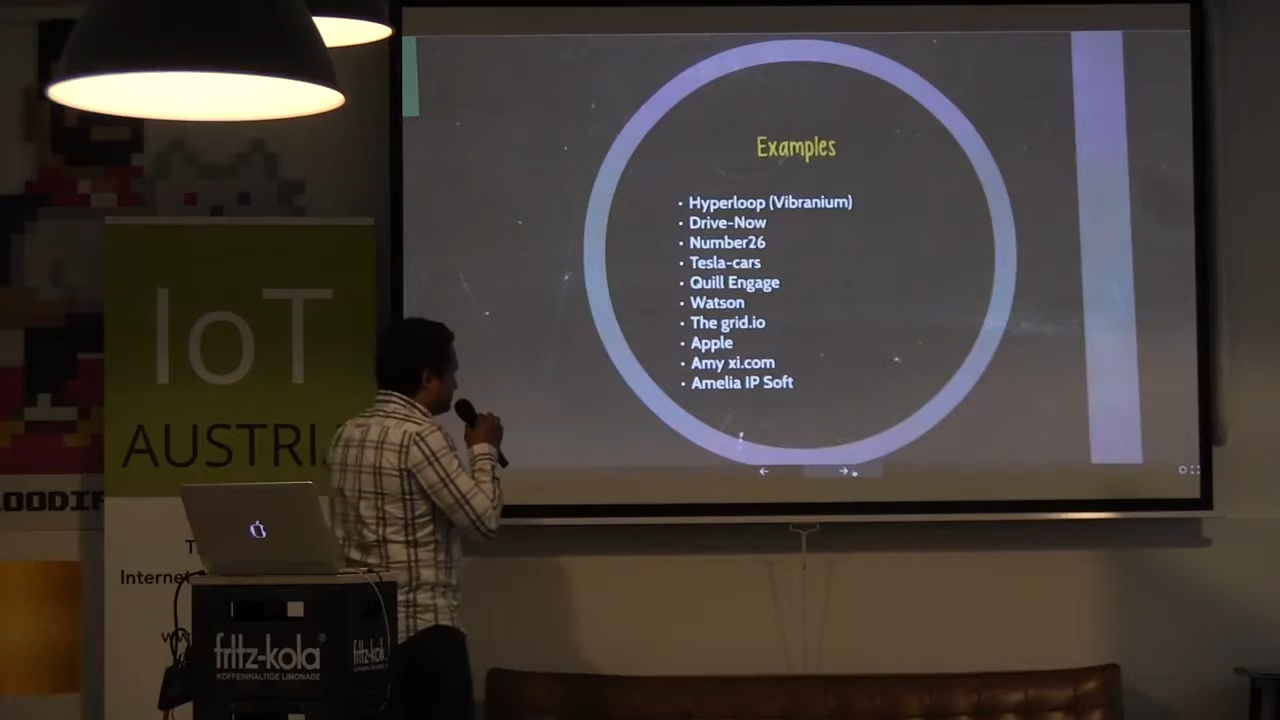 Examples
• Hyperloop (Vibranium)
• Drive-Now
• Number26
• Tesla-cars
• Quill Engage
• Watson
• The grid.io
• Apple
• Amy xi.com
• Amelia IP Soft
IoT
AUSTRI
Internet
fritz-kola®
KOFFEINHALTIGE LIMONADE
fritz-kola